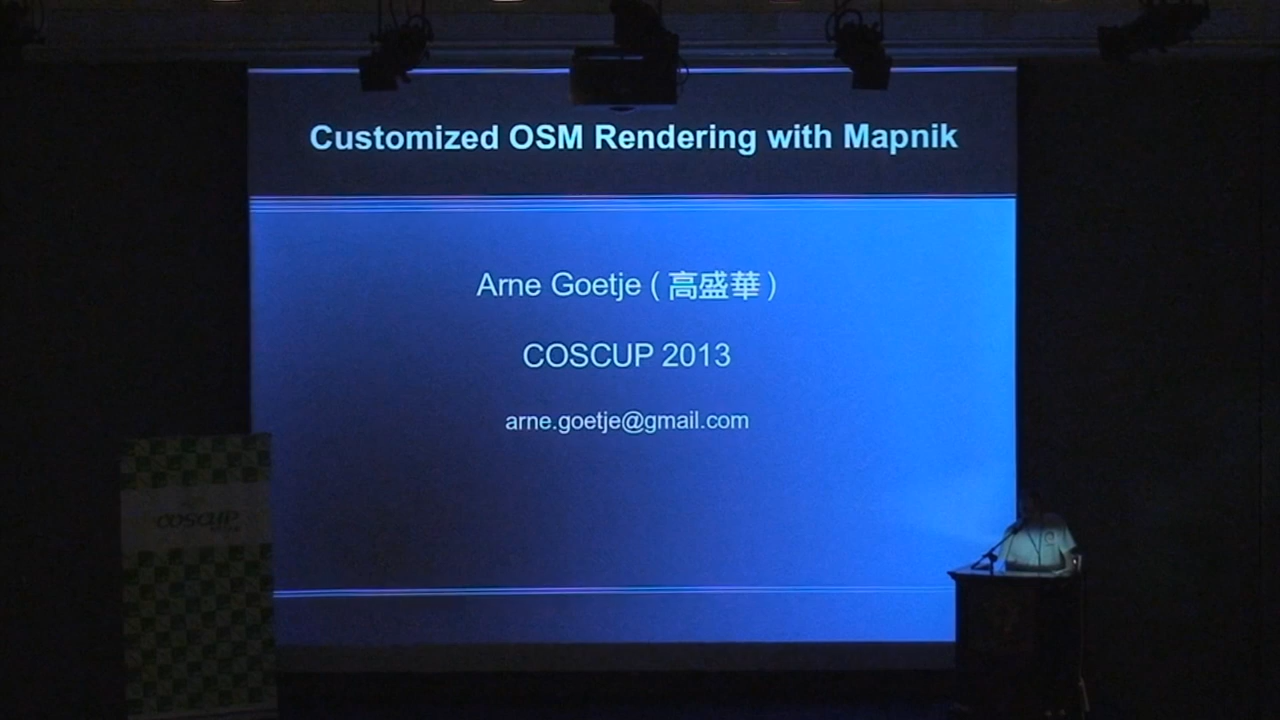 Customized OSM Rendering with Mapnik
Arne Goetje ( 高盛華 )
COSCUP 2013
arne.goetje@gmail.com
COSCUP